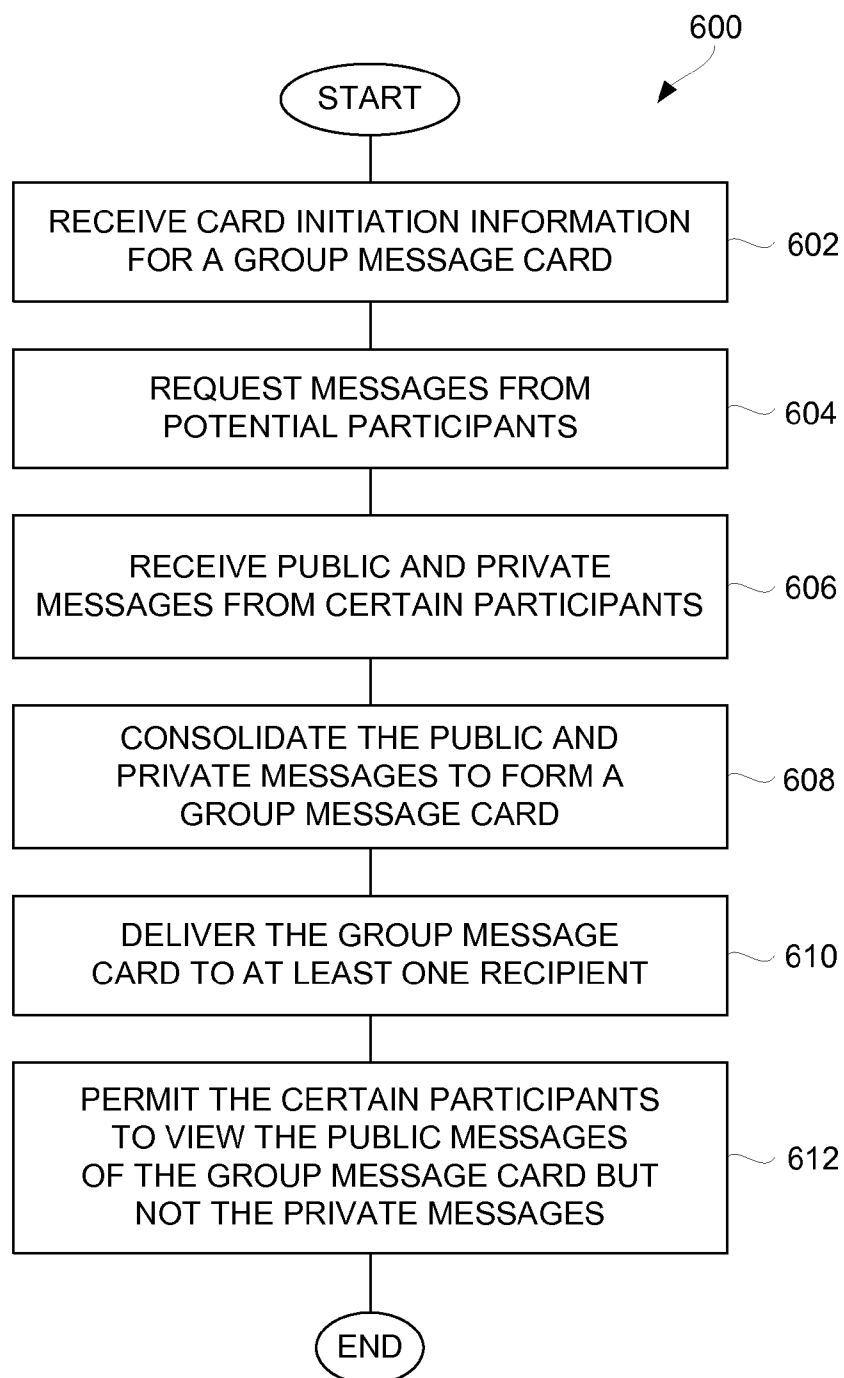 600
START
RECEIVE CARD INITIATION INFORMATION
FOR A GROUP MESSAGE CARD
602
REQUEST MESSAGES FROM
POTENTIAL PARTICIPANTS
604
RECEIVE PUBLIC AND PRIVATE
MESSAGES FROM CERTAIN PARTICIPANTS
606
CONSOLIDATE THE PUBLIC AND
PRIVATE MESSAGES TO FORM A
GROUP MESSAGE CARD
608
DELIVER THE GROUP MESSAGE
CARD TO AT LEAST ONE RECIPIENT
610
PERMIT THE CERTAIN PARTICIPANTS
TO VIEW THE PUBLIC MESSAGES
OF THE GROUP MESSAGE CARD BUT
NOT THE PRIVATE MESSAGES
612
END